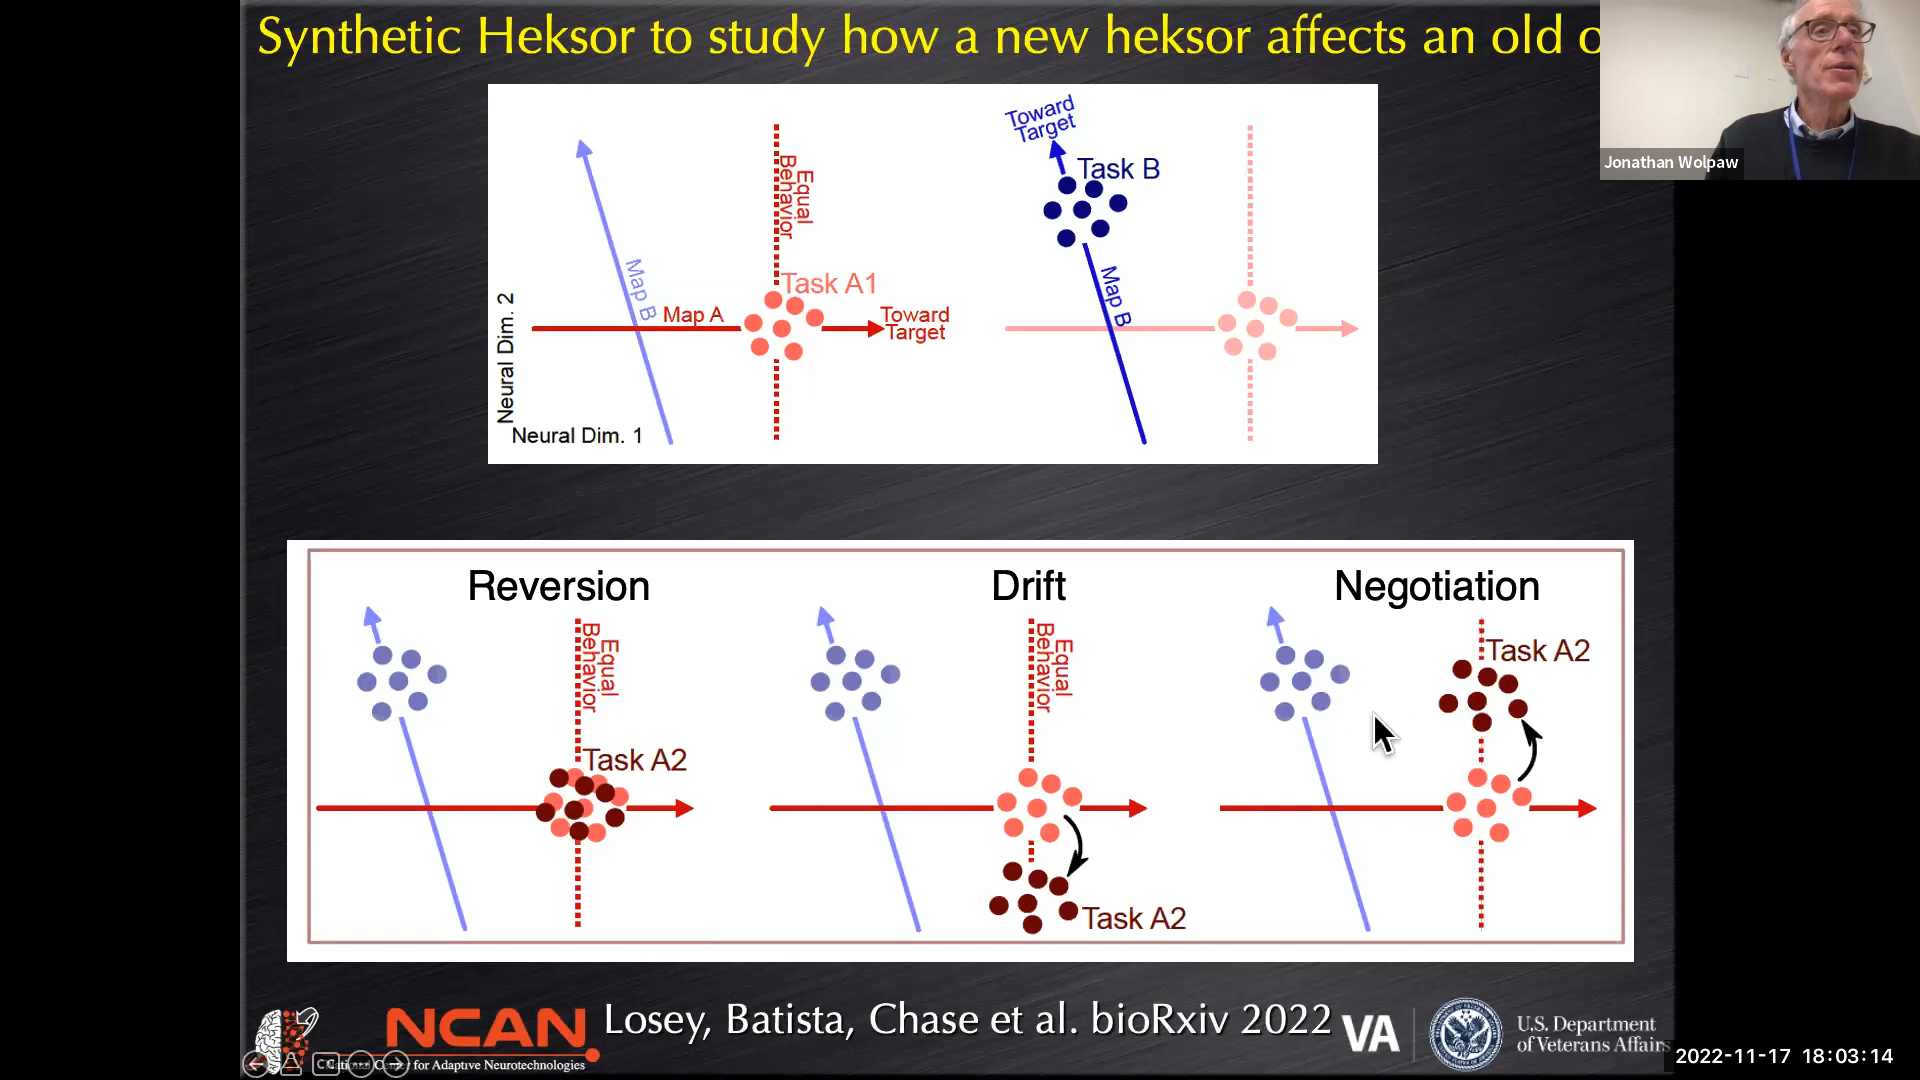 Synthetic Heksor to study how a new heksor affects an old o
Jonathan Wolpaw
Toward
Target
Task B
Equal
Behavior
Task A1
Map B
Map A
Toward
Target
Map B
Neural Dim. 2
Neural Dim. 1
Reversion
Drift
Negotiation
Equal
Behavior
Task A2
Equal
Behavior
Task A2
Task A2
NCAN
National Center for Adaptive Neurotechnologies
Losey, Batista, Chase et al. bioRxiv 2022
VA
U.S. Department
of Veterans Affairs
2022-11-17 18:03:14